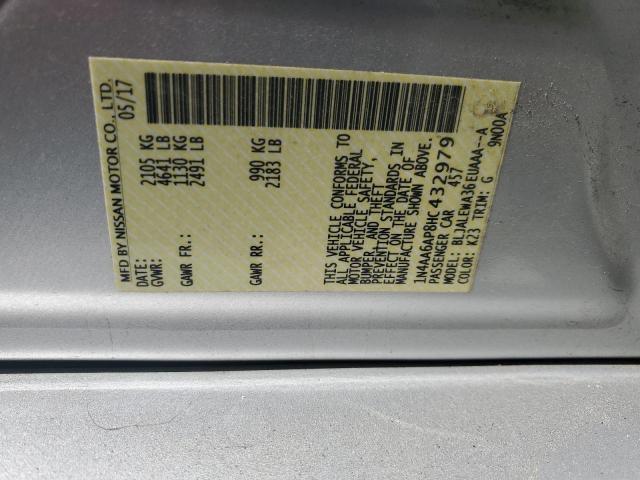 MFD BY NISSAN MOTOR CO., LTD.
DATE: 05/17
GVWR: 2105 KG
4641 LB
GAWR FR: 1130 KG
2491 LB
GAWR RR: 990 KG
2183 LB
THIS VEHICLE CONFORMS TO
ALL APPLICABLE FEDERAL
MOTOR VEHICLE SAFETY,
BUMPER, AND THEFT
PREVENTION STANDARDS IN
EFFECT ON THE DATE OF
MANUFACTURE SHOWN ABOVE.
1N4AA6AP8HC432979
PASSENGER CAR 457
MODEL: BLJALEWA36EUAAA--A
COLOR: K23 TRIM: G 9N00A